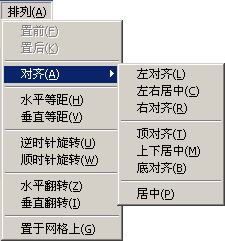 排列(A)
置前(F)
置后(K)
对齐(A)
水平等距(H)
垂直等距(V)
逆时针旋转(U)
顺时针旋转(W)
水平翻转(Z)
垂直翻转(I)
置于网格上(G)
左对齐(L)
左右居中(C)
右对齐(R)
顶对齐(T)
上下居中(M)
底对齐(B)
居中(P)